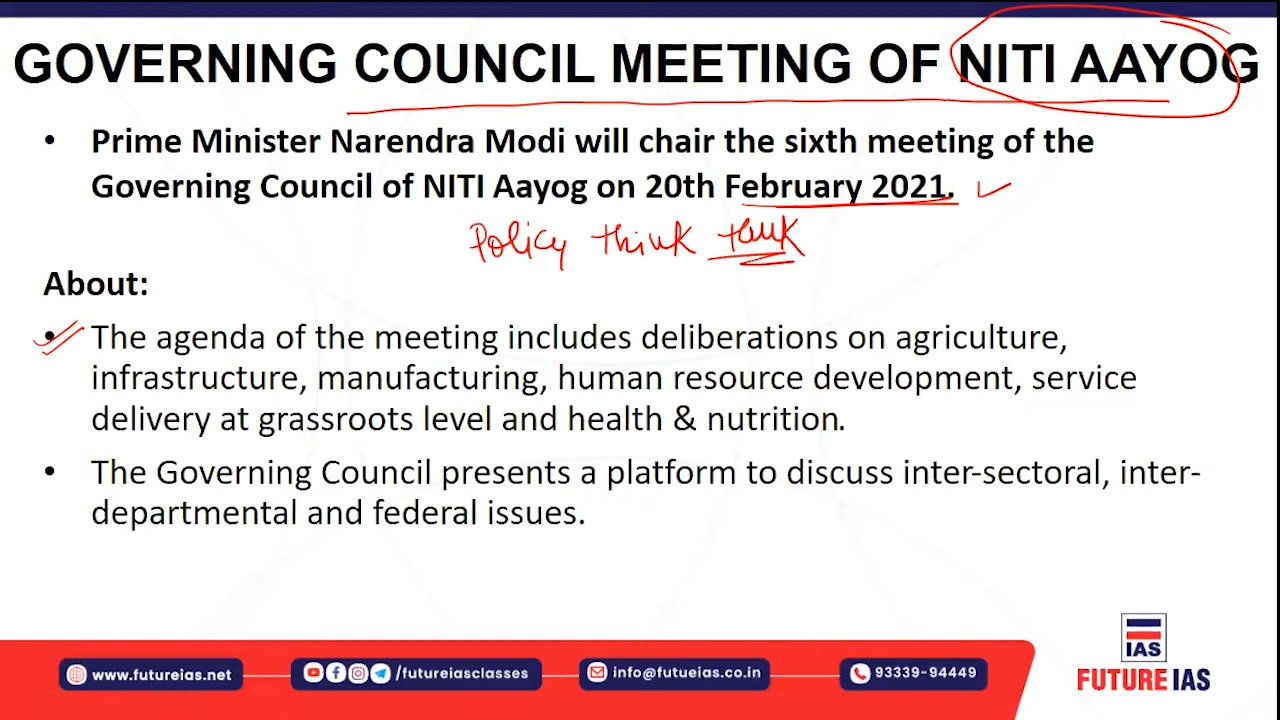 GOVERNING COUNCIL MEETING OF NITI AAYOG
• Prime Minister Narendra Modi will chair the sixth meeting of the
Governing Council of NITI Aayog on 20th February 2021.
Policy think tank
About:
• The agenda of the meeting includes deliberations on agriculture,
infrastructure, manufacturing, human resource development, service
delivery at grassroots level and health & nutrition.
• The Governing Council presents a platform to discuss inter-sectoral, inter-
departmental and federal issues.
IAS
FUTURE IAS
www.futureias.net
/futureiasclasses
info@futueias.co.in
93339-94449